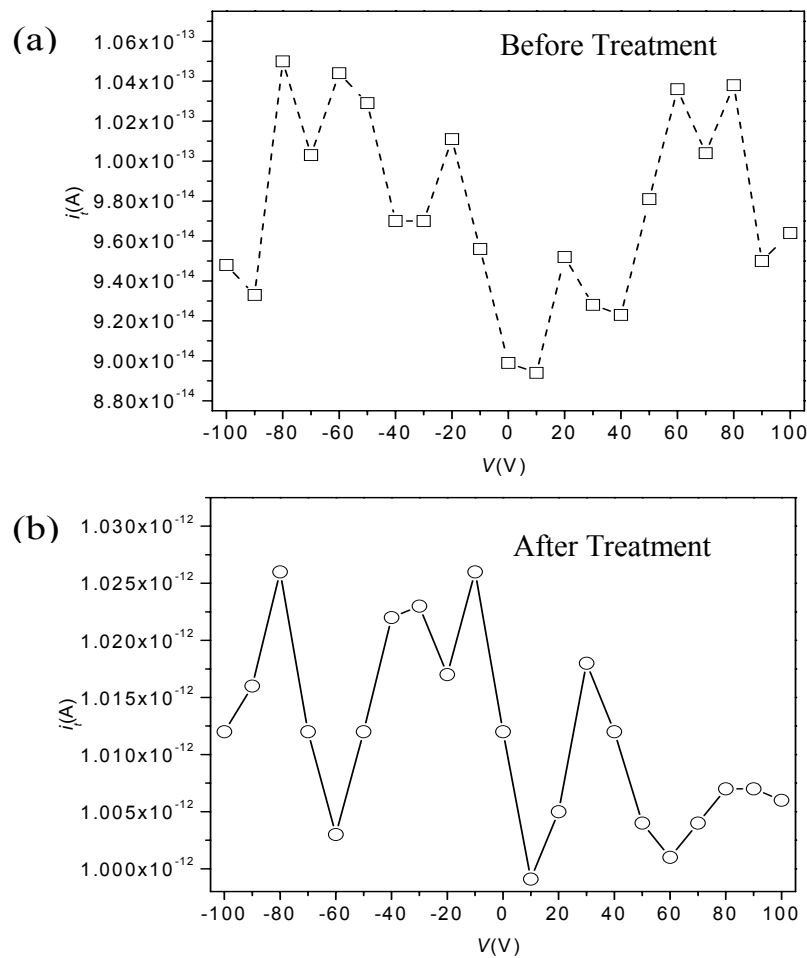 (a)
Before Treatment
1.06x10⁻¹³
1.04x10⁻¹³
1.02x10⁻¹³
1.00x10⁻¹³
9.80x10⁻¹⁴
9.60x10⁻¹⁴
9.40x10⁻¹⁴
9.20x10⁻¹⁴
9.00x10⁻¹⁴
8.80x10⁻¹⁴
iₜ(A)
-100 -80 -60 -40 -20 0 20 40 60 80 100
V(V)
(b)
After Treatment
1.030x10⁻¹²
1.025x10⁻¹²
1.020x10⁻¹²
1.015x10⁻¹²
1.010x10⁻¹²
1.005x10⁻¹²
1.000x10⁻¹²
iₜ(A)
-100 -80 -60 -40 -20 0 20 40 60 80 100
V(V)